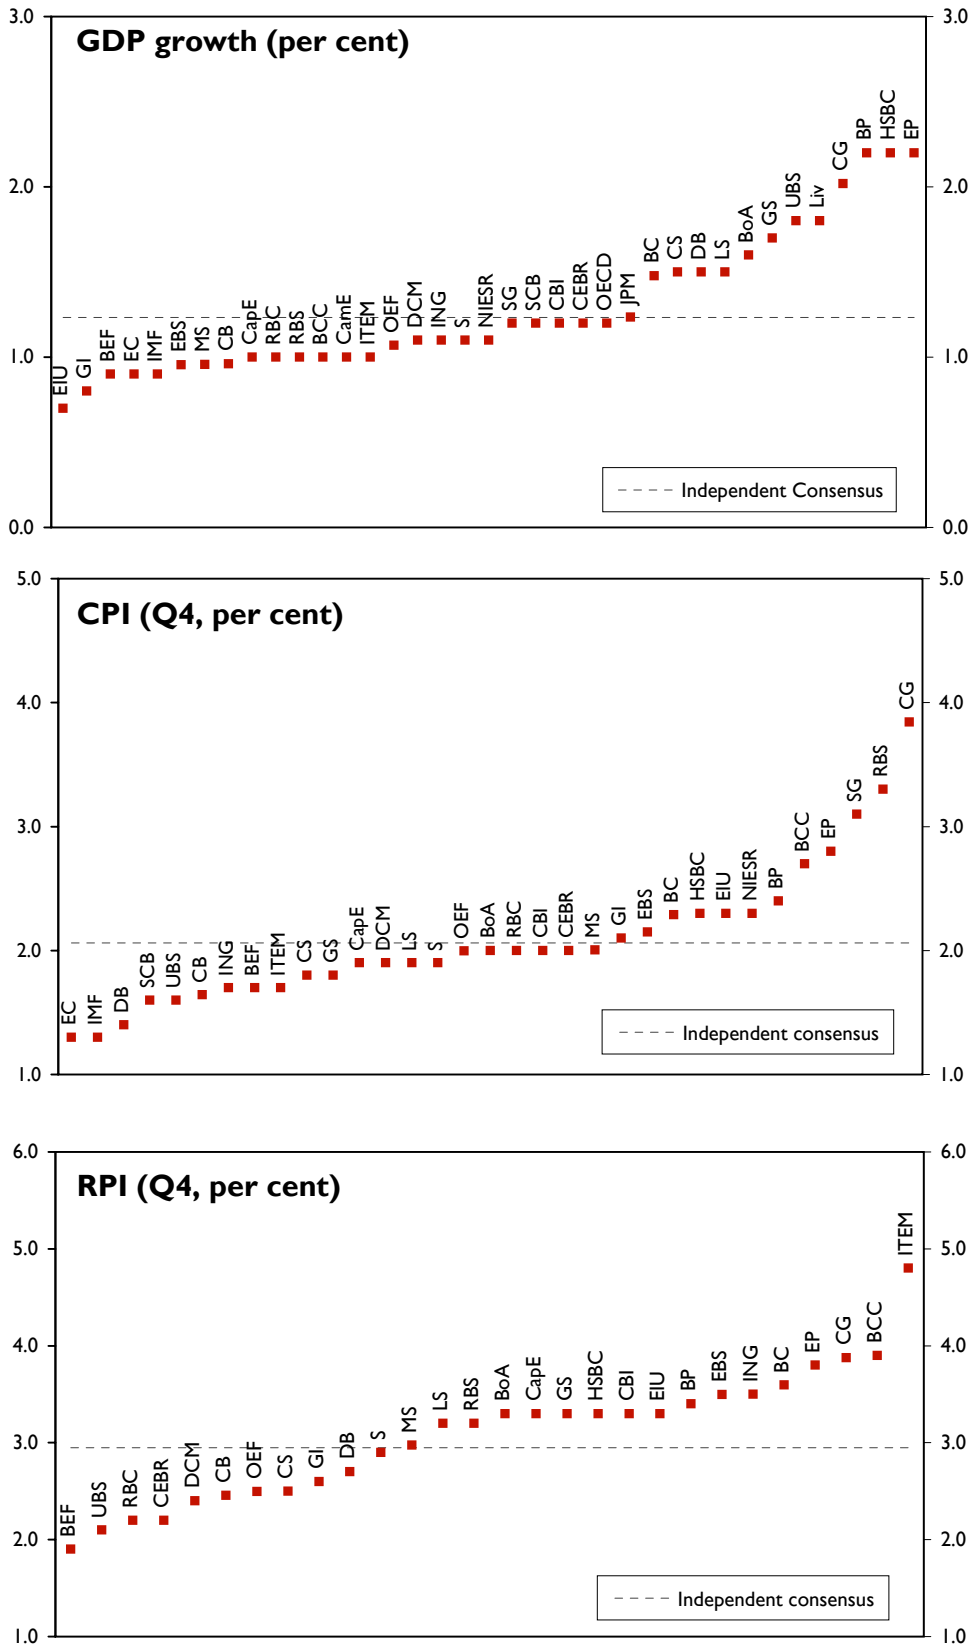 GDP growth (per cent)
3.0 3.0
2.0 2.0
1.0 1.0
0.0 0.0
EIU GI BEF EC IMF EBS MS CB CapE RBC RBS BCC CamE ITEM OEF DCM ING S NIESR SG SCB CBI CEBR OECD JPM BC CS DB LS BoA GS UBS Liv CG BP HSBC EP
Independent Consensus
CPI (Q4, per cent)
5.0 5.0
4.0 4.0
3.0 3.0
2.0 2.0
1.0 1.0
EC IMF DB SCB UBS CB ING BEF ITEM CS GS CapE DCM LS S OEF BoA RBC CBI CEBR MS GI EBS BC HSBC EIU NIESR BP BCC EP SG RBS CG
Independent consensus
RPI (Q4, per cent)
6.0 6.0
5.0 5.0
4.0 4.0
3.0 3.0
2.0 2.0
1.0 1.0
BEF UBS RBC CEBR DCM CB OEF CS GI DB S MS LS RBS BoA CapE GS HSBC CBI EIU BP EBS ING BC EP CG BCC ITEM
Independent consensus